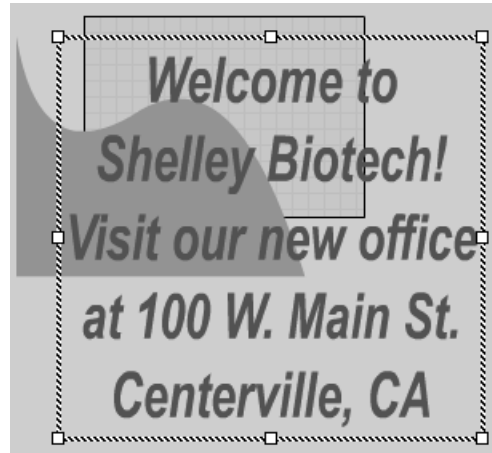 Welcome to
Shelley Biotech!
Visit our new office
at 100 W. Main St.
Centerville, CA